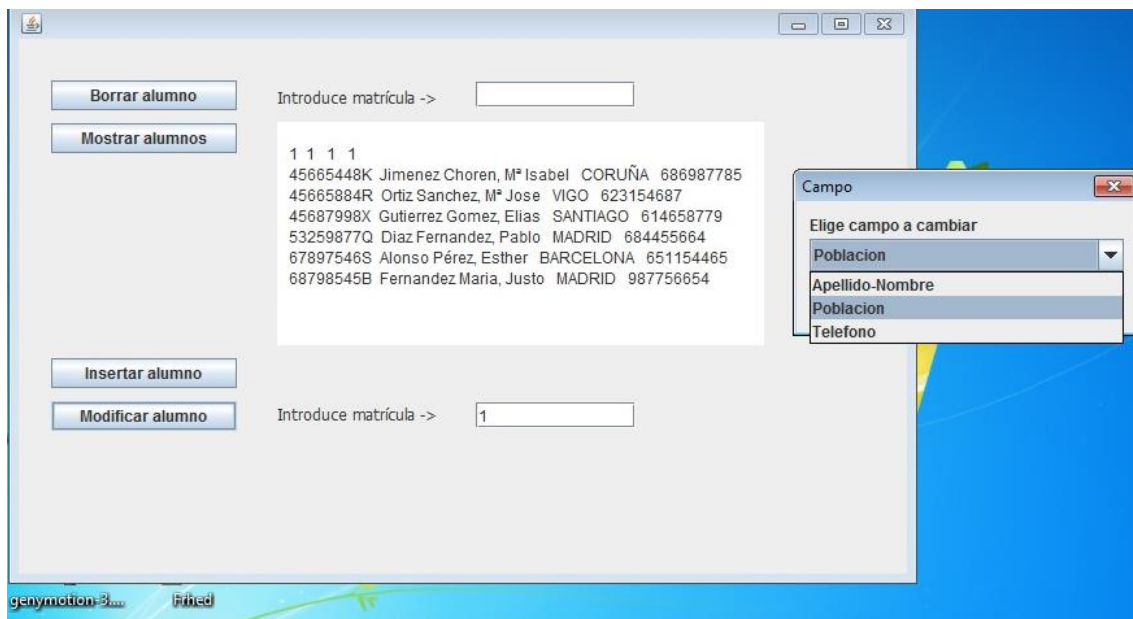 Borrar alumno
Introduce matrícula ->
Mostrar alumnos
1 1 1 1
45665448K Jimenez Choren, Mª Isabel CORUÑA 686987785
45665884R Ortiz Sanchez, Mª Jose VIGO 623154687
45687998X Gutierrez Gomez, Elias SANTIAGO 614658779
53259877Q Diaz Fernandez, Pablo MADRID 684455664
67897546S Alonso Pérez, Esther BARCELONA 651154465
68798545B Fernandez Maria, Justo MADRID 987756654
Insertar alumno
Modificar alumno
Introduce matrícula ->
1
Campo
Elige campo a cambiar
Poblacion
Apellido-Nombre
Poblacion
Telefono
genymotion-3....
Frhed